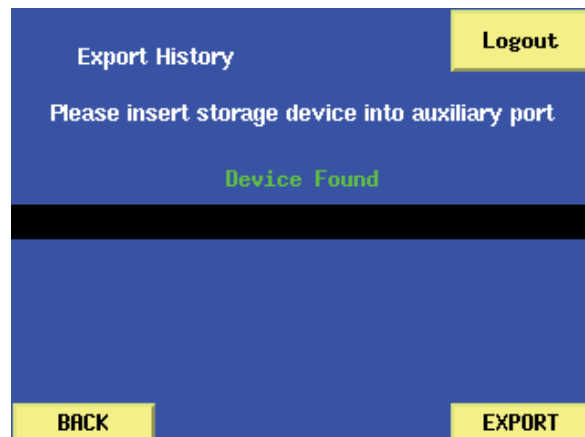 Logout
Export History
Please insert storage device into auxiliary port
Device Found
BACK
EXPORT